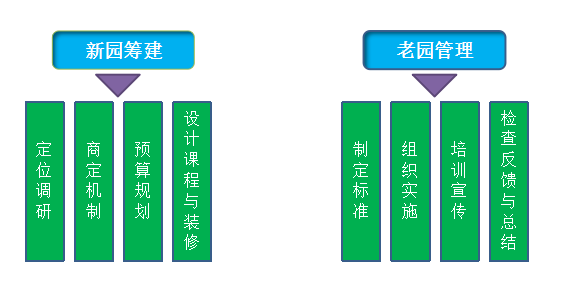 新园筹建
定位调研
商定机制
预算规划
设计课程与装修
老园管理
制定标准
组织实施
培训宣传
检查反馈与总结